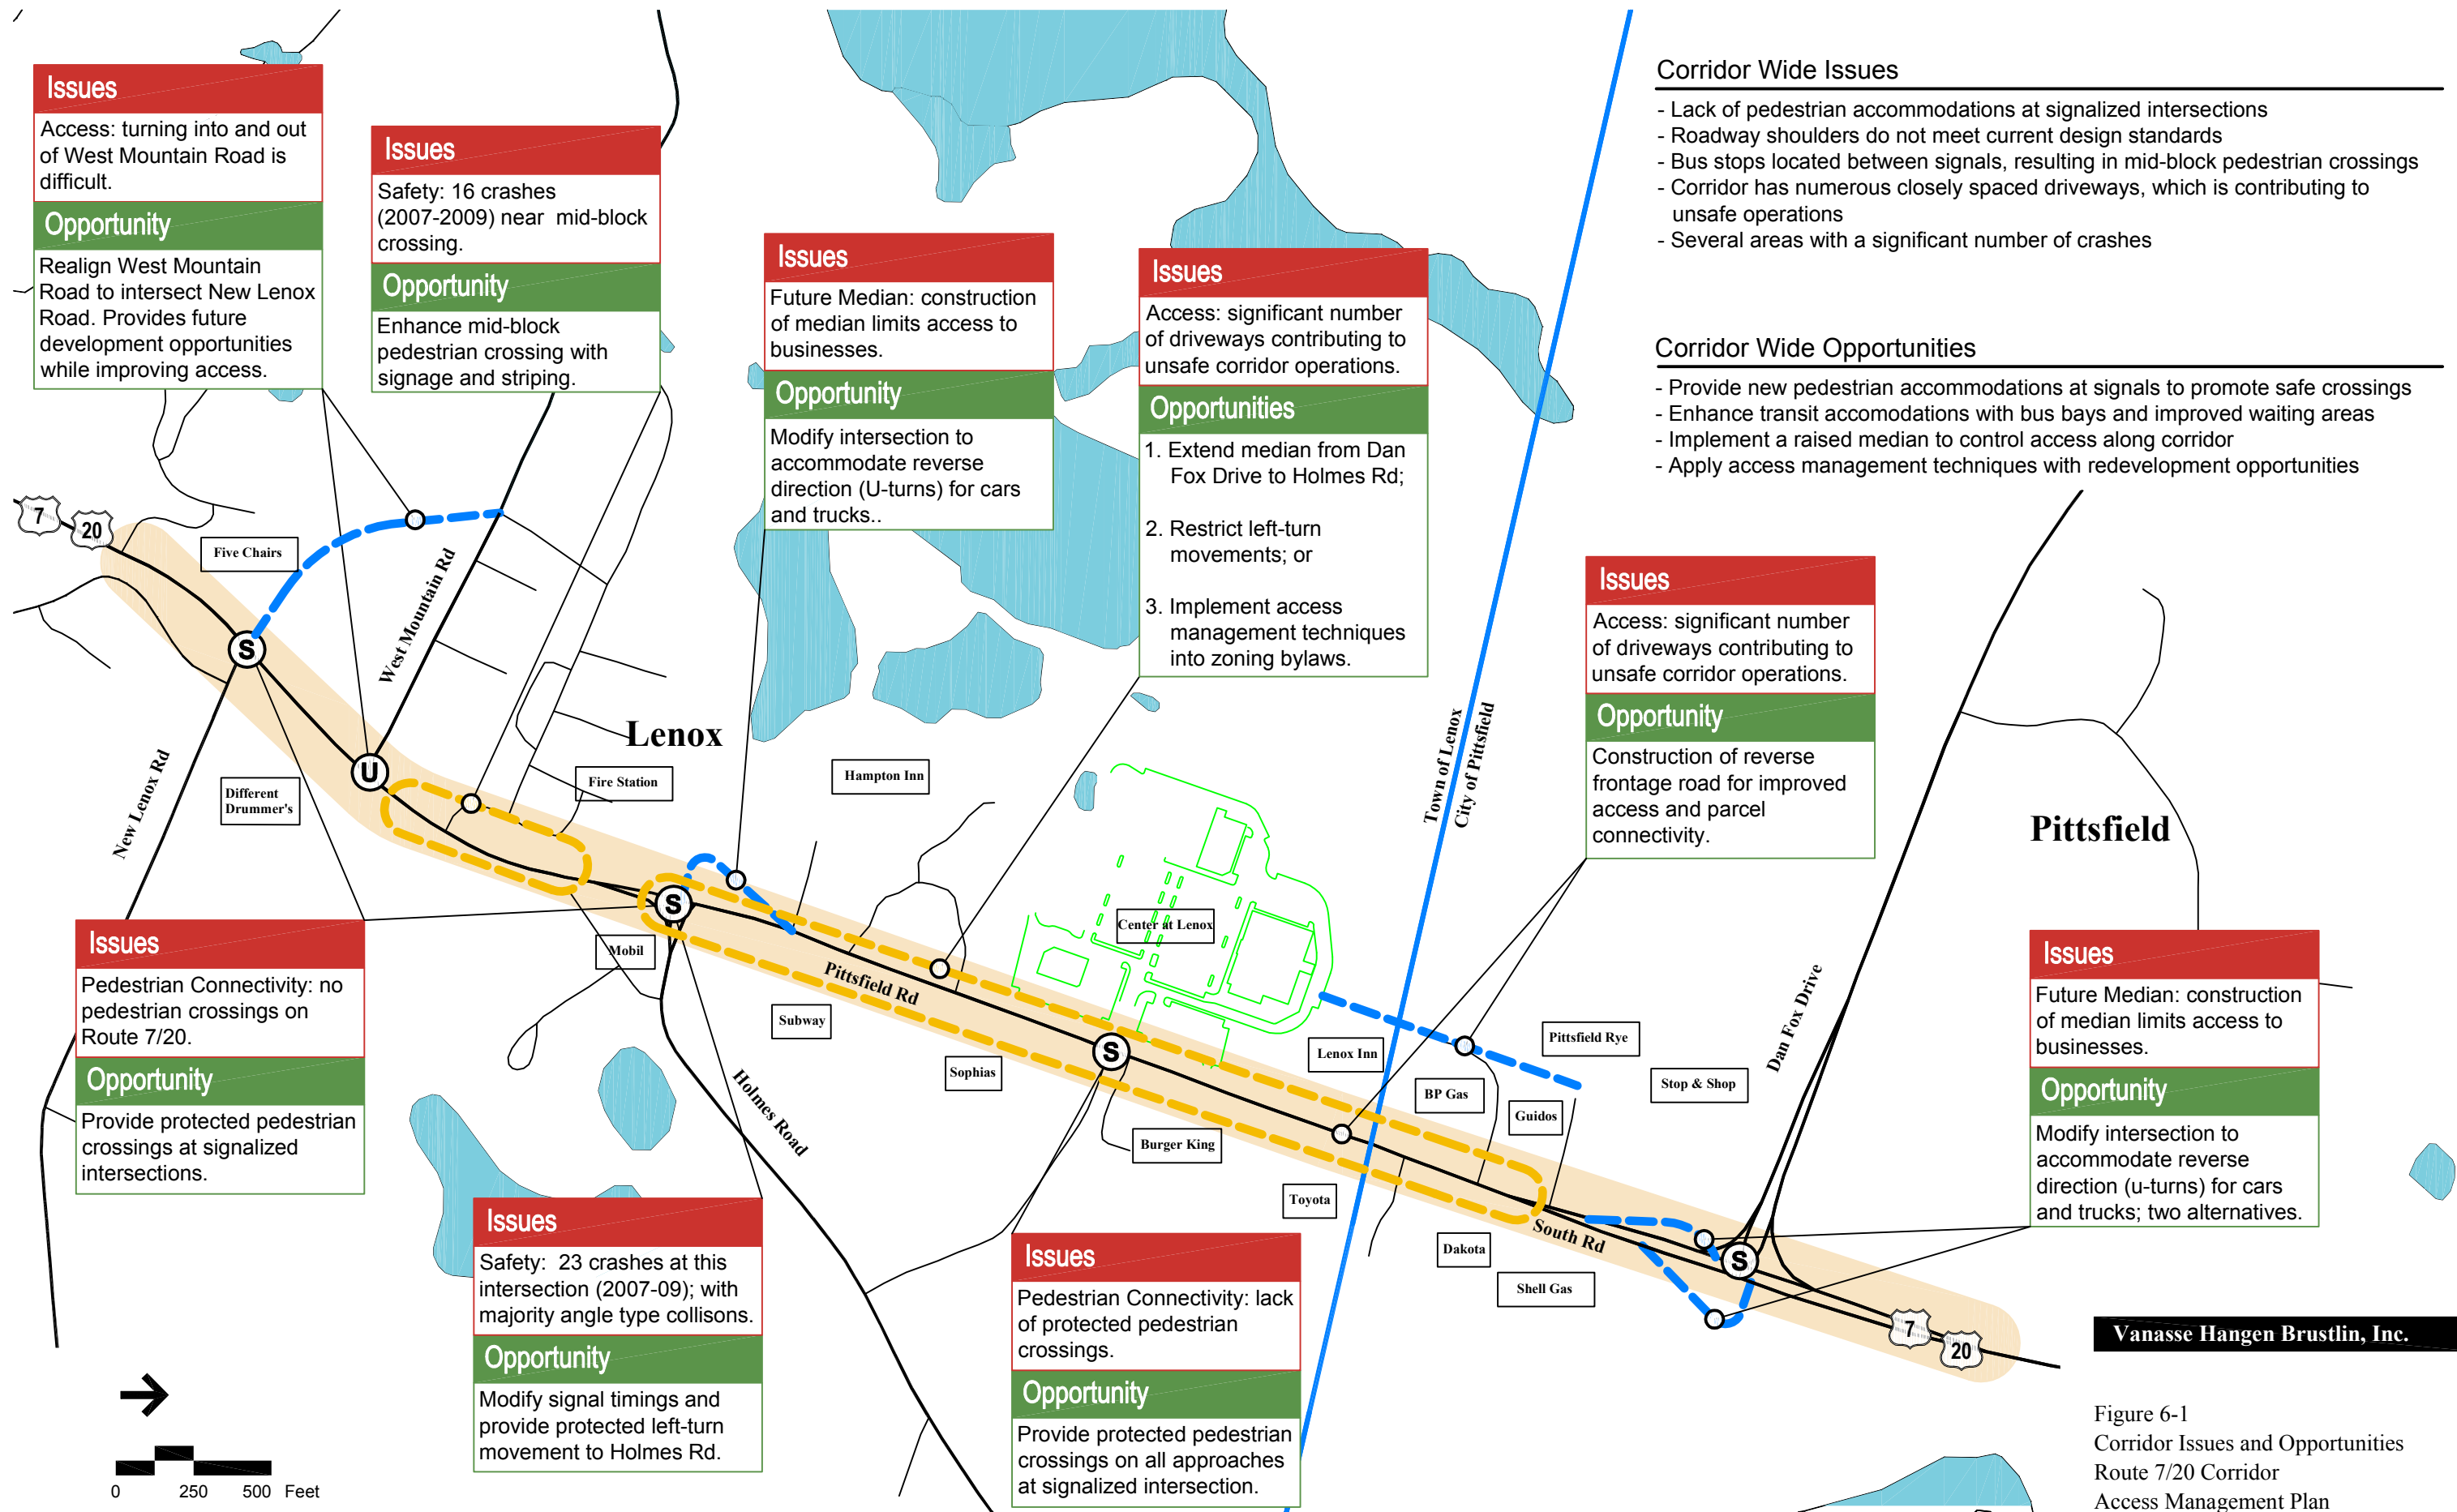 Issues
Access: turning into and out
of West Mountain Road is
difficult.
Opportunity
Realign West Mountain
Road to intersect New Lenox
Road. Provides future
development opportunities
while improving access.
Issues
Safety: 16 crashes
(2007-2009) near mid-block
crossing.
Opportunity
Enhance mid-block
pedestrian crossing with
signage and striping.
Issues
Future Median: construction
of median limits access to
businesses.
Opportunity
Modify intersection to
accommodate reverse
direction (U-turns) for cars
and trucks..
Issues
Access: significant number
of driveways contributing to
unsafe corridor operations.
Opportunities
1. Extend median from Dan
Fox Drive to Holmes Rd;
2. Restrict left-turn
movements; or
3. Implement access
management techniques
into zoning bylaws.
Corridor Wide Issues
- Lack of pedestrian accommodations at signalized intersections
- Roadway shoulders do not meet current design standards
- Bus stops located between signals, resulting in mid-block pedestrian crossings
- Corridor has numerous closely spaced driveways, which is contributing to
unsafe operations
- Several areas with a significant number of crashes
Corridor Wide Opportunities
- Provide new pedestrian accommodations at signals to promote safe crossings
- Enhance transit accomodations with bus bays and improved waiting areas
- Implement a raised median to control access along corridor
- Apply access management techniques with redevelopment opportunities
Issues
Access: significant number
of driveways contributing to
unsafe corridor operations.
Opportunity
Construction of reverse
frontage road for improved
access and parcel
connectivity.
7
20
Five Chairs
S
West Mountain Rd
New Lenox Rd
U
Different
Drummer's
Lenox
Fire Station
Hampton Inn
Town of Lenox
City of Pittsfield
Pittsfield
S
Mobil
Pittsfield Rd
Subway
Sophias
Center at Lenox
S
Holmes Road
Burger King
Lenox Inn
Toyota
BP Gas
Guidos
Pittsfield Rye
Stop & Shop
Dan Fox Drive
Dakota
Shell Gas
South Rd
S
7
20
Issues
Pedestrian Connectivity: no
pedestrian crossings on
Route 7/20.
Opportunity
Provide protected pedestrian
crossings at signalized
intersections.
Issues
Safety: 23 crashes at this
intersection (2007-09); with
majority angle type collisons.
Opportunity
Modify signal timings and
provide protected left-turn
movement to Holmes Rd.
Issues
Pedestrian Connectivity: lack
of protected pedestrian
crossings.
Opportunity
Provide protected pedestrian
crossings on all approaches
at signalized intersection.
Issues
Future Median: construction
of median limits access to
businesses.
Opportunity
Modify intersection to
accommodate reverse
direction (u-turns) for cars
and trucks; two alternatives.
0 250 500 Feet
Vanasse Hangen Brustlin, Inc.
Figure 6-1
Corridor Issues and Opportunities
Route 7/20 Corridor
Access Management Plan